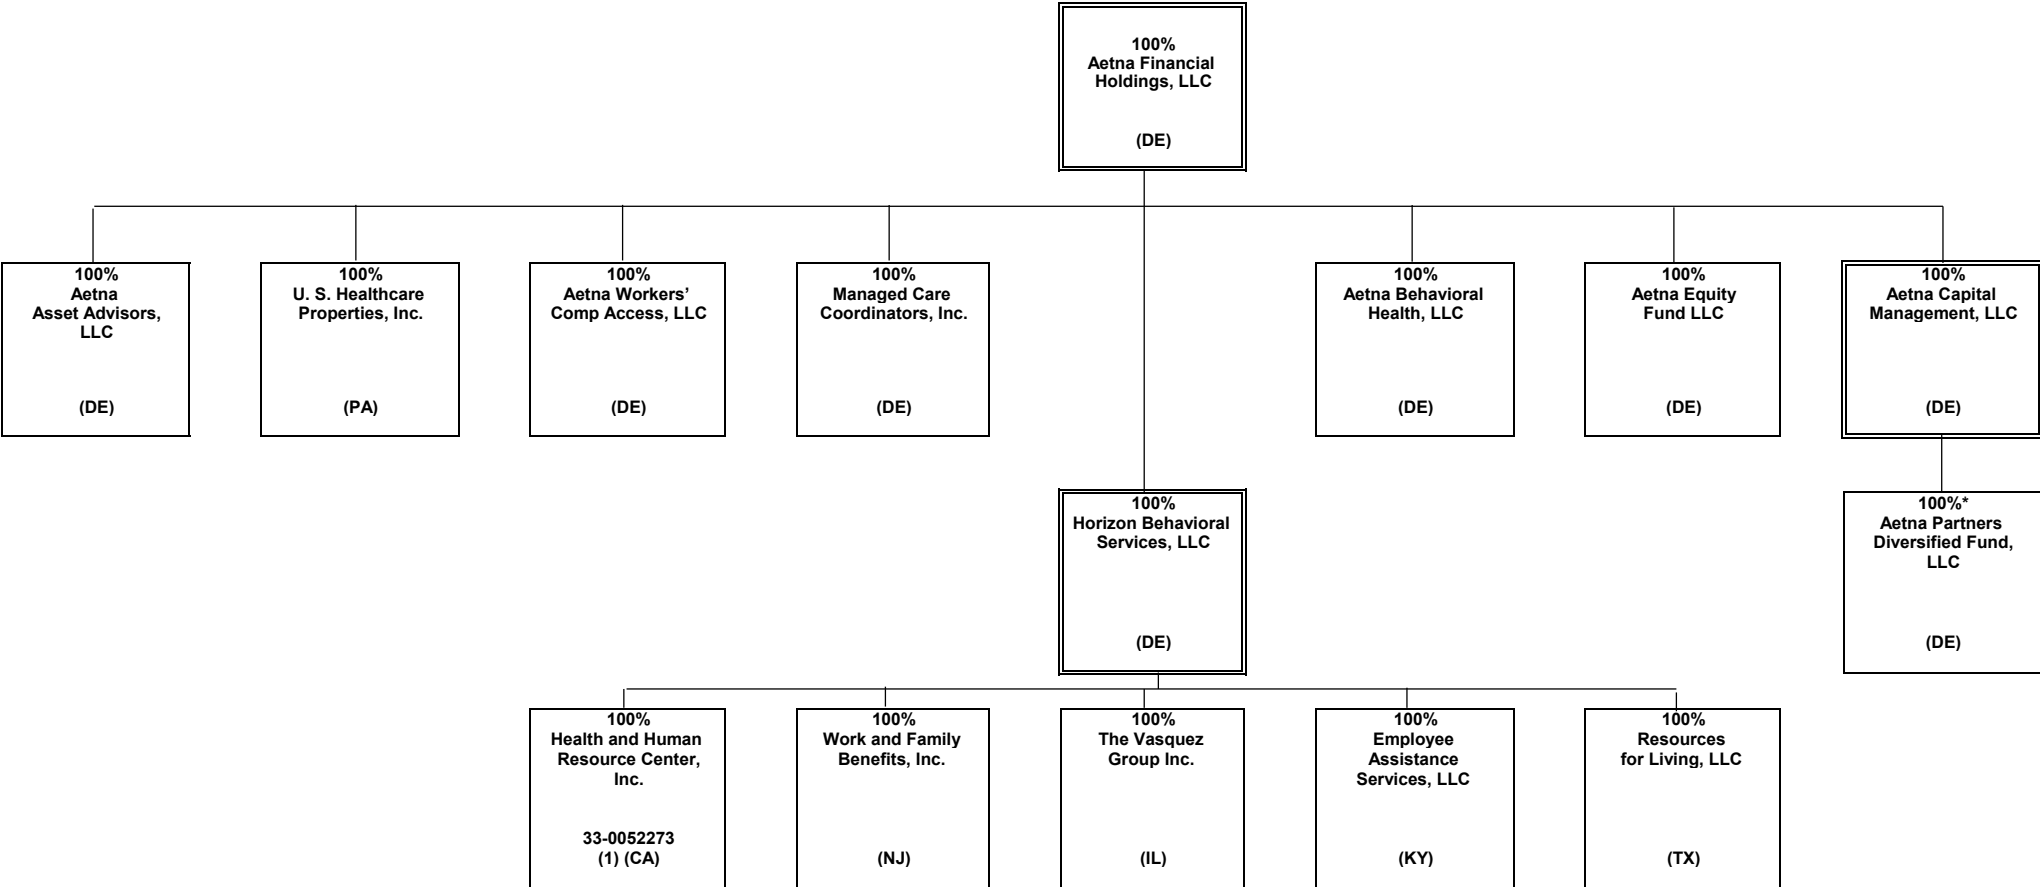 100%
Aetna Financial
Holdings, LLC
(DE)
100%
Aetna
Asset Advisors,
LLC
(DE)
100%
U. S. Healthcare
Properties, Inc.
(PA)
100%
Aetna Workers’
Comp Access, LLC
(DE)
100%
Managed Care
Coordinators, Inc.
(DE)
100%
Aetna Behavioral
Health, LLC
(DE)
100%
Aetna Equity
Fund LLC
(DE)
100%
Aetna Capital
Management, LLC
(DE)
100%
Horizon Behavioral
Services, LLC
(DE)
100%*
Aetna Partners
Diversified Fund,
LLC
(DE)
100%
Health and Human
Resource Center,
Inc.
33-0052273
(1) (CA)
100%
Work and Family
Benefits, Inc.
(NJ)
100%
The Vasquez
Group Inc.
(IL)
100%
Employee
Assistance
Services, LLC
(KY)
100%
Resources
for Living, LLC
(TX)